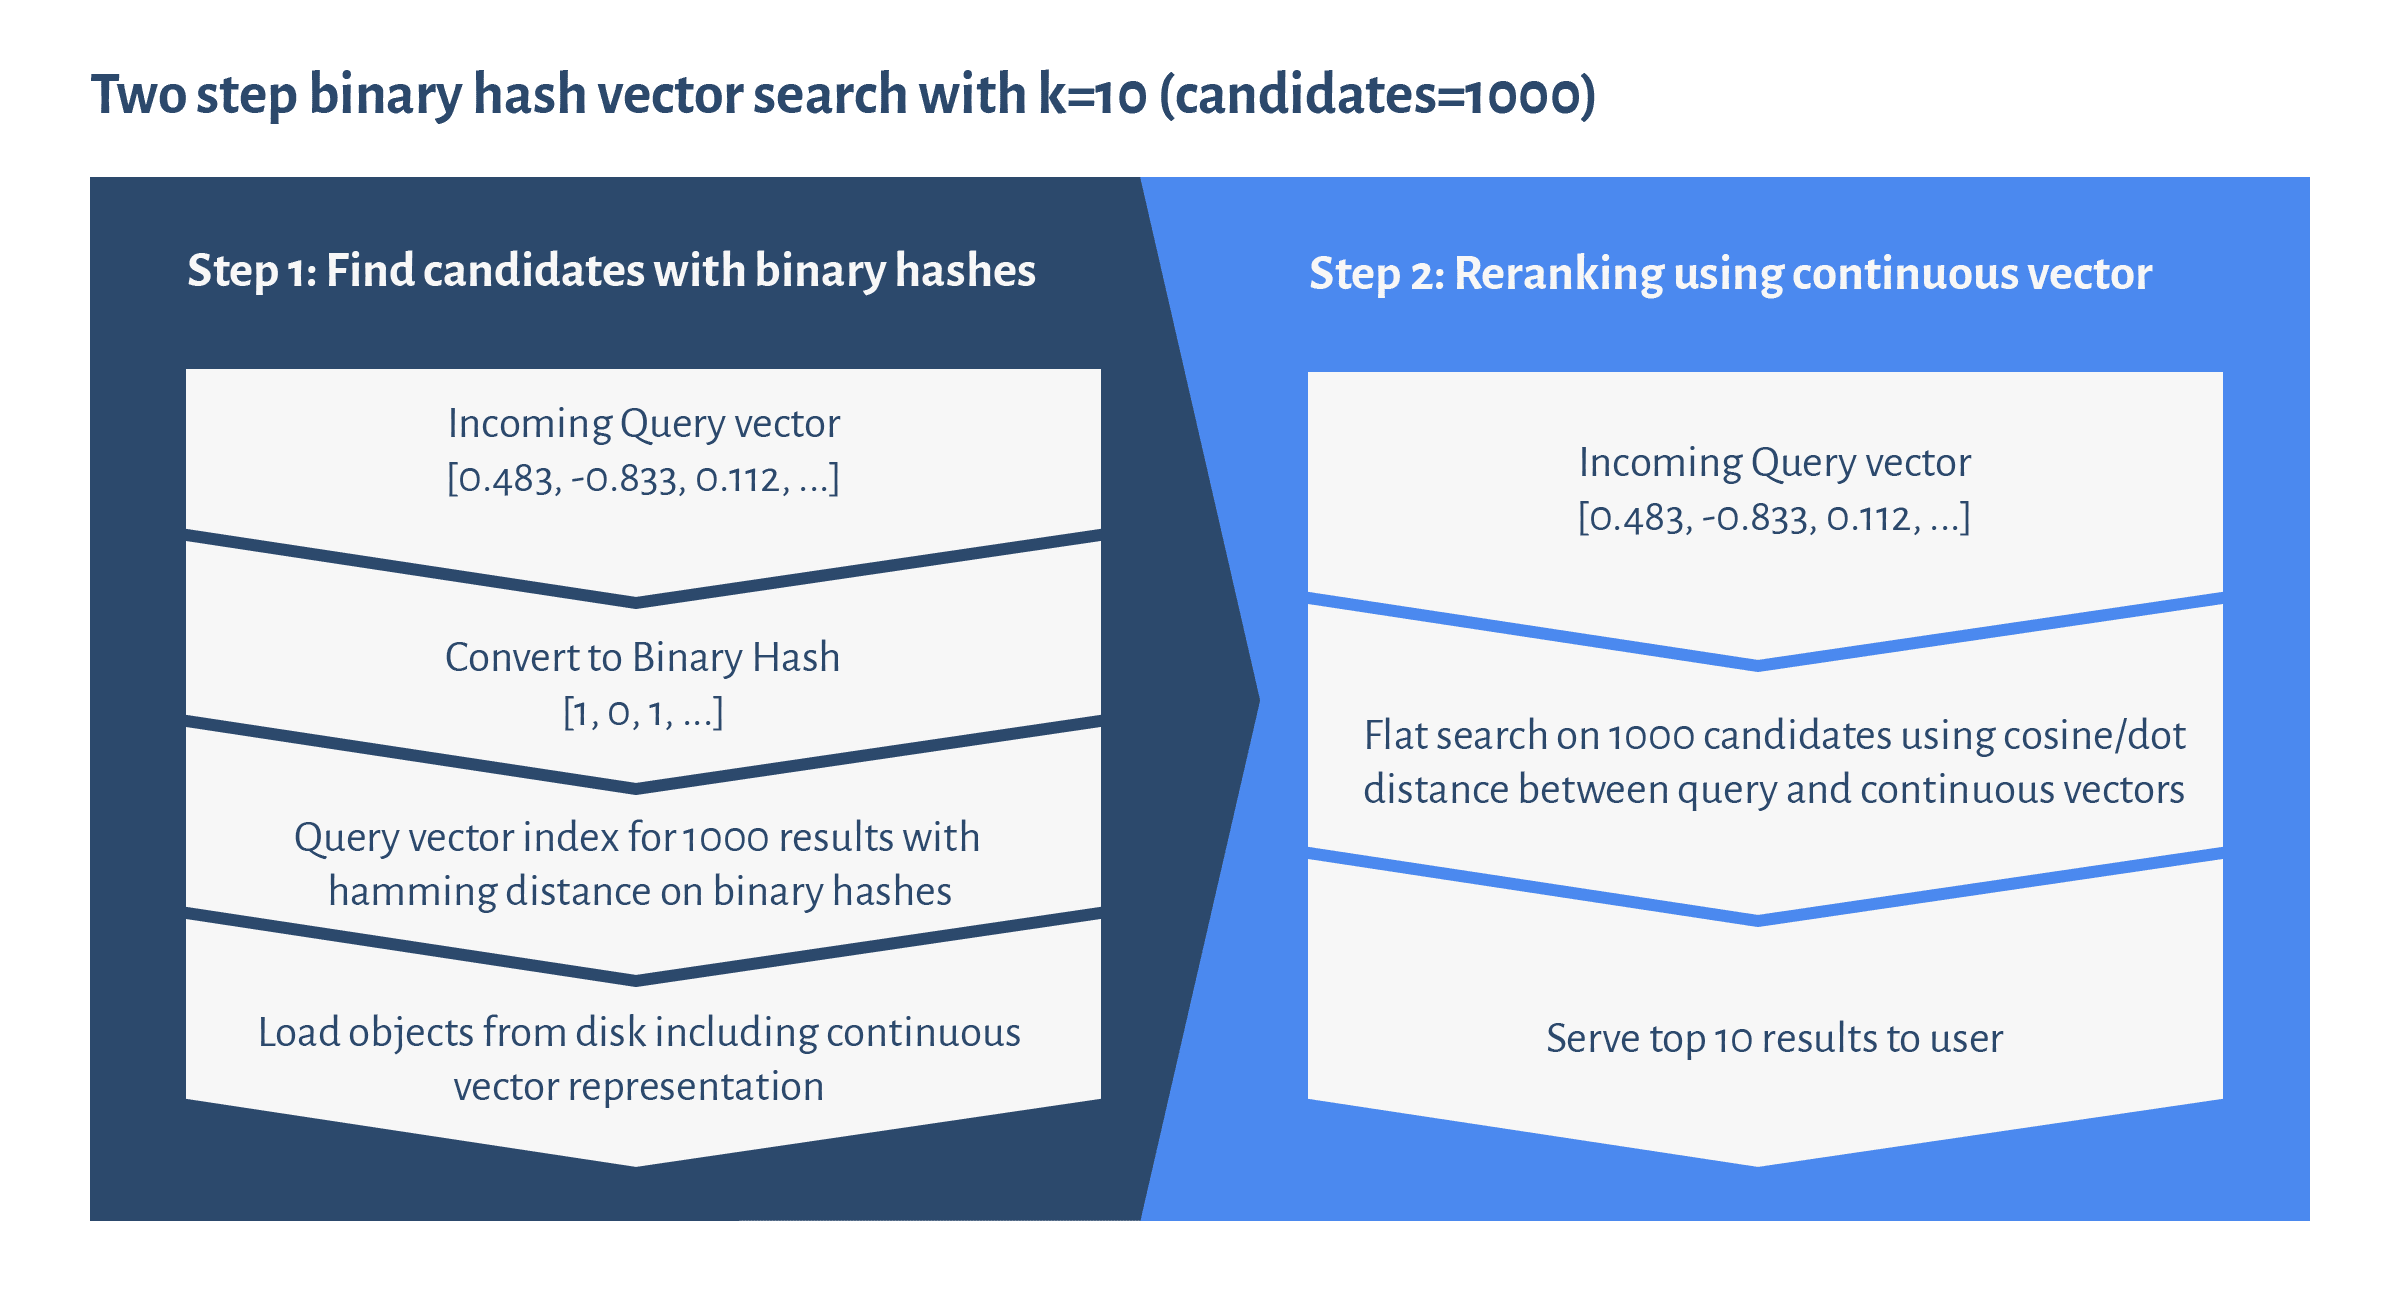 Two step binary hash vector search with k=10 (candidates=1000)
Step 1: Find candidates with binary hashes
Incoming Query vector
[0.483, -0.833, 0.112, ...]
Convert to Binary Hash
[1, 0, 1, ...]
Query vector index for 1000 results with
hamming distance on binary hashes
Load objects from disk including continuous
vector representation
Step 2: Reranking using continuous vector
Incoming Query vector
[0.483, -0.833, 0.112, ...]
Flat search on 1000 candidates using cosine/dot
distance between query and continuous vectors
Serve top 10 results to user